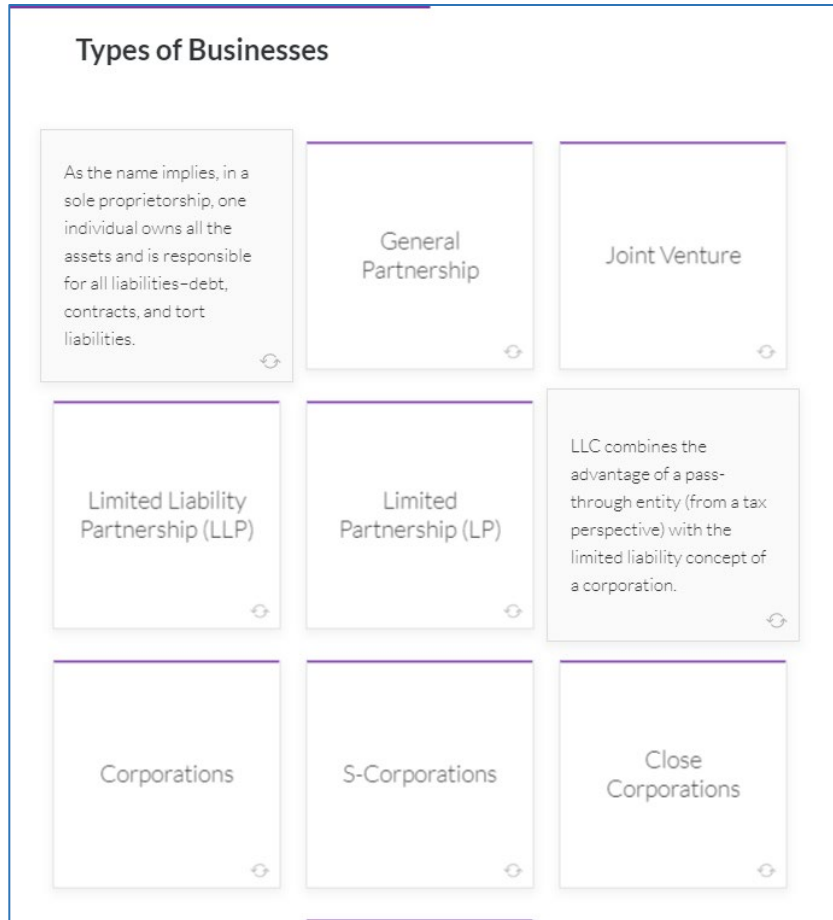 Types of Businesses
As the name implies, in a
sole proprietorship, one
individual owns all the
assets and is responsible
for all liabilities–debt,
contracts, and tort
liabilities.
General
Partnership
Joint Venture
Limited Liability
Partnership (LLP)
Limited
Partnership (LP)
LLC combines the
advantage of a pass-
through entity (from a tax
perspective) with the
limited liability concept of
a corporation.
Corporations
S-Corporations
Close
Corporations